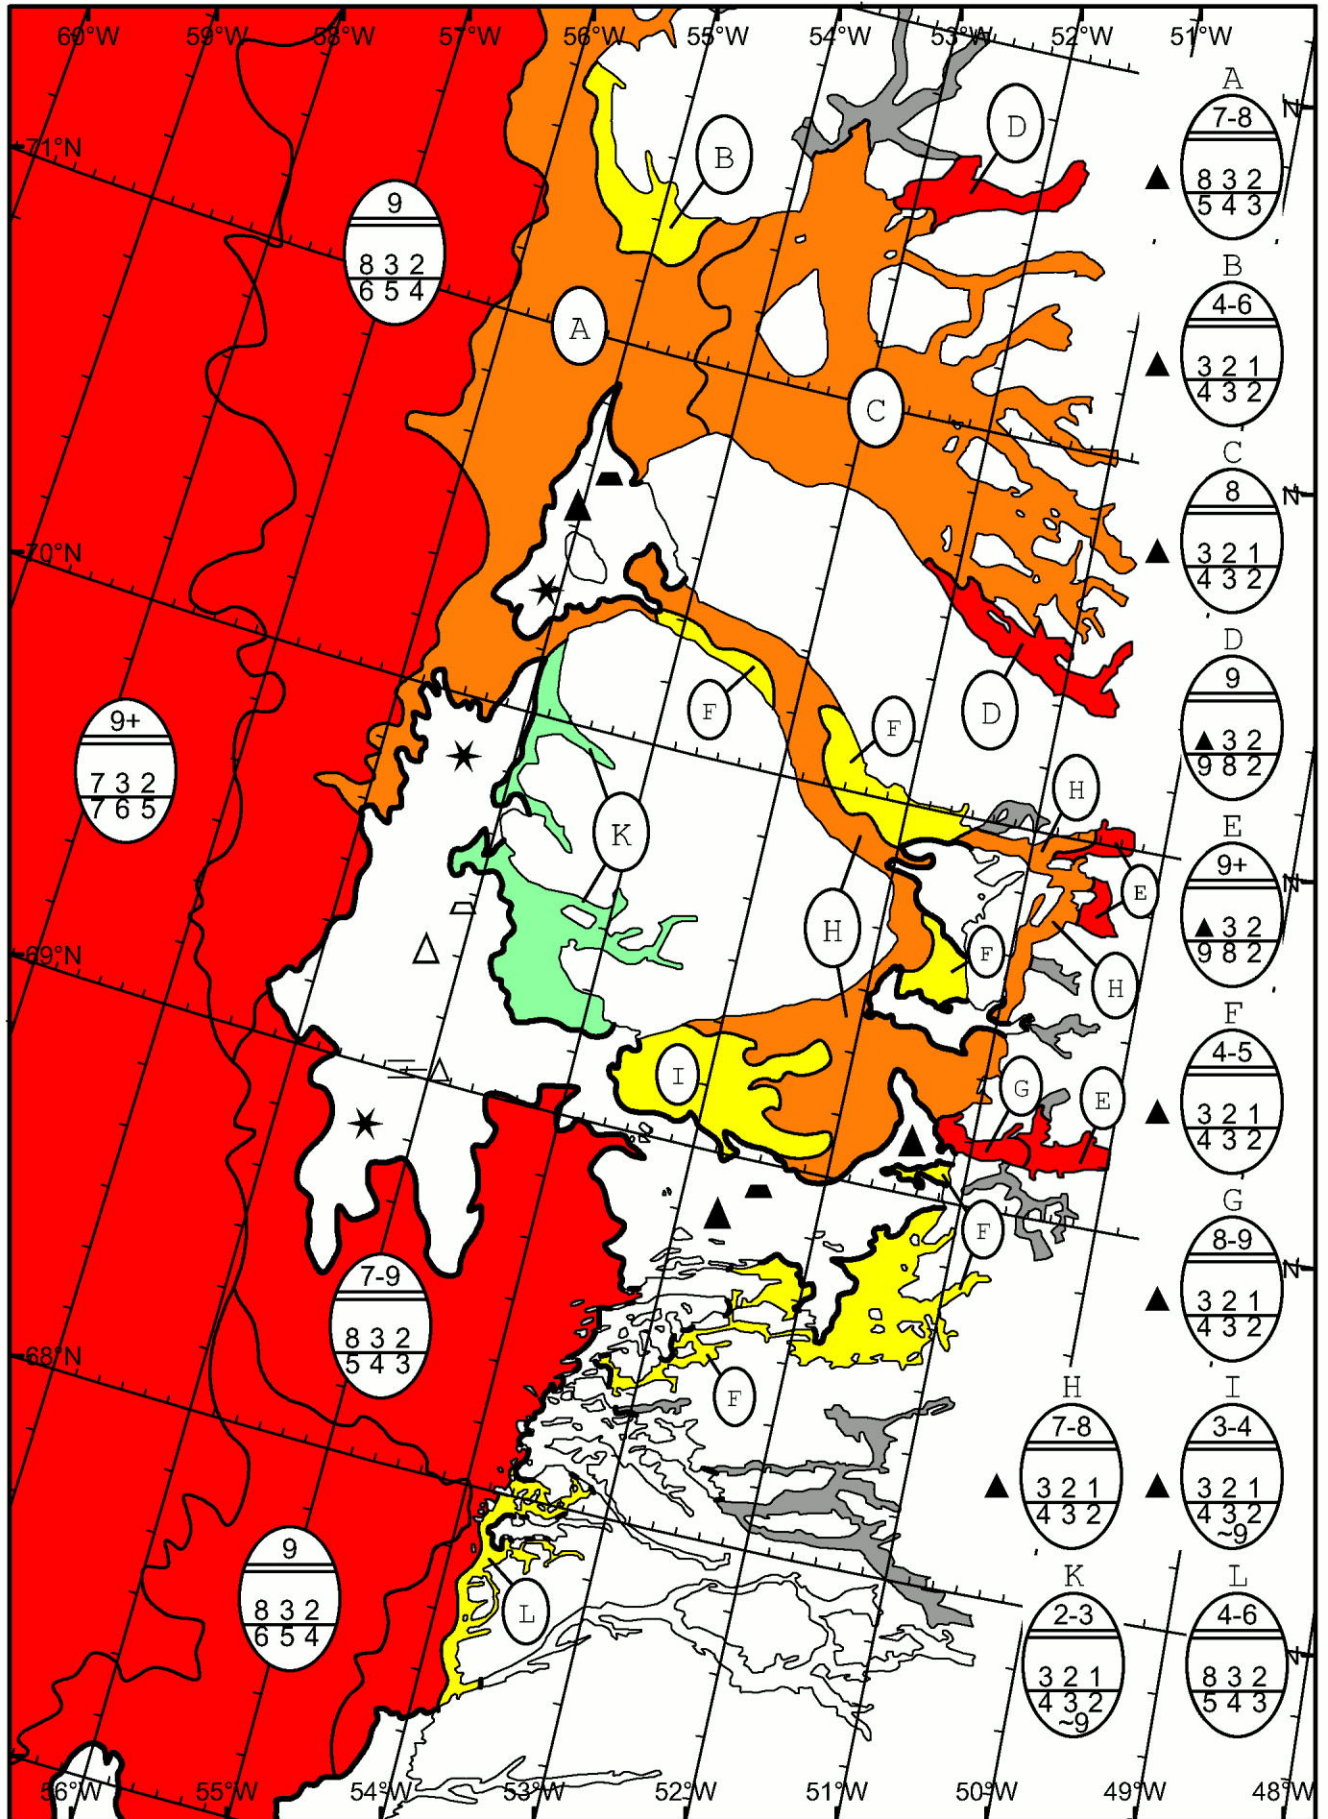 60°W 59°W 58°W 57°W 56°W 55°W 54°W 53°W 52°W 51°W
71°N
70°N
69°N
68°N
9
8 3 2
6 5 4
9+
7 3 2
7 6 5
7-9
8 3 2
5 4 3
9
8 3 2
6 5 4
B
D
A
C
F
F
D
H
K
E
H
F
H
I
G
E
F
F
L
A
7-8
8 3 2
5 4 3
B
4-6
3 2 1
4 3 2
C
8
3 2 1
4 3 2
D
9
▲ 3 2
9 8 2
E
9+
▲ 3 2
9 8 2
F
4-5
3 2 1
4 3 2
G
8-9
3 2 1
4 3 2
H
7-8
3 2 1
4 3 2
I
3-4
3 2 1
4 3 2
~9
K
2-3
3 2 1
4 3 2
~9
L
4-6
8 3 2
5 4 3
56°W 55°W 54°W 53°W 52°W 51°W 50°W 49°W 48°W